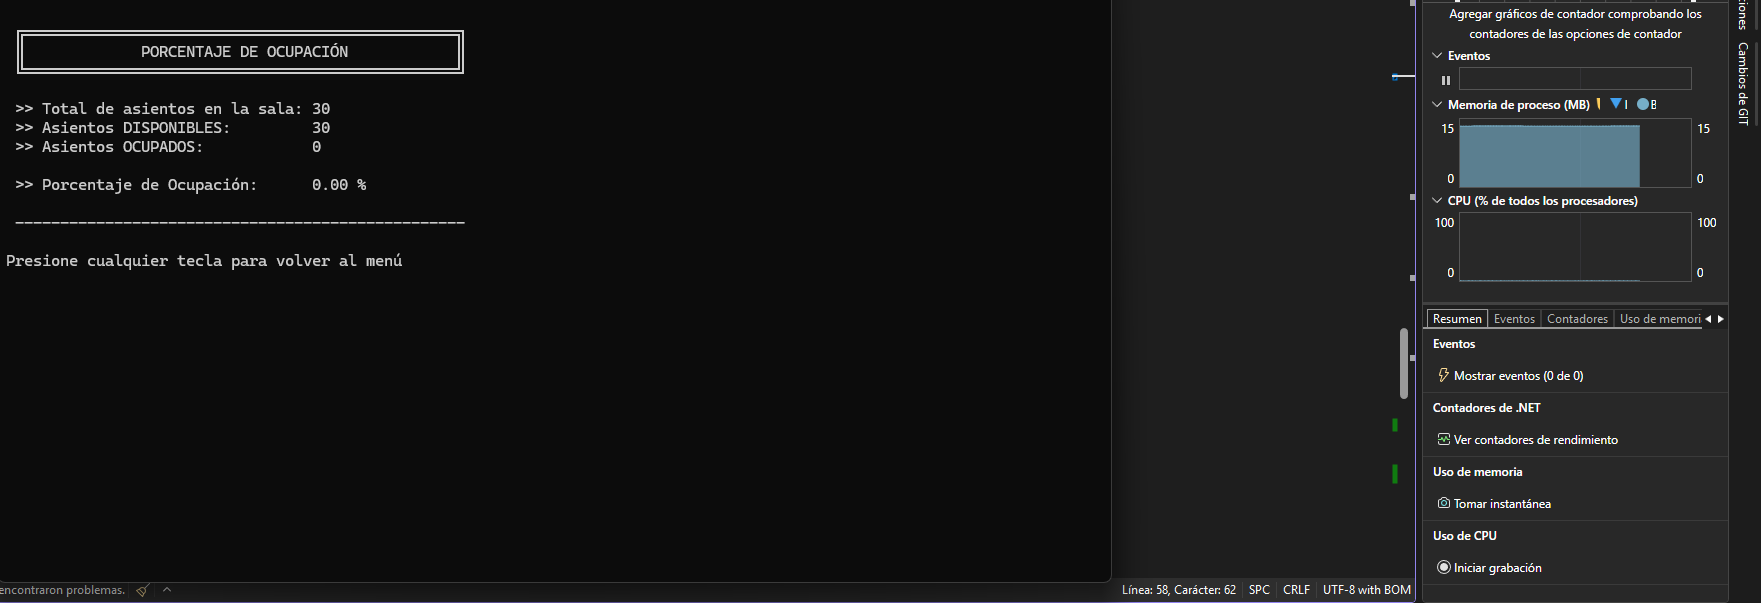 PORCENTAJE DE OCUPACIÓN
>> Total de asientos en la sala: 30
>> Asientos DISPONIBLES: 30
>> Asientos OCUPADOS: 0
>> Porcentaje de Ocupación: 0.00 %
Presione cualquier tecla para volver al menú
encontraron problemas.
Línea: 58, Carácter: 62 SPC CRLF UTF-8 with BOM
Agregar gráficos de contador comprobando los
contadores de las opciones de contador
Eventos
Memoria de proceso (MB)
15 15
0 0
CPU (% de todos los procesadores)
100 100
0 0
Resumen Eventos Contadores Uso de memori
Eventos
Mostrar eventos (0 de 0)
Contadores de .NET
Ver contadores de rendimiento
Uso de memoria
Tomar instantánea
Uso de CPU
Iniciar grabación
ciones
Cambios de GIT